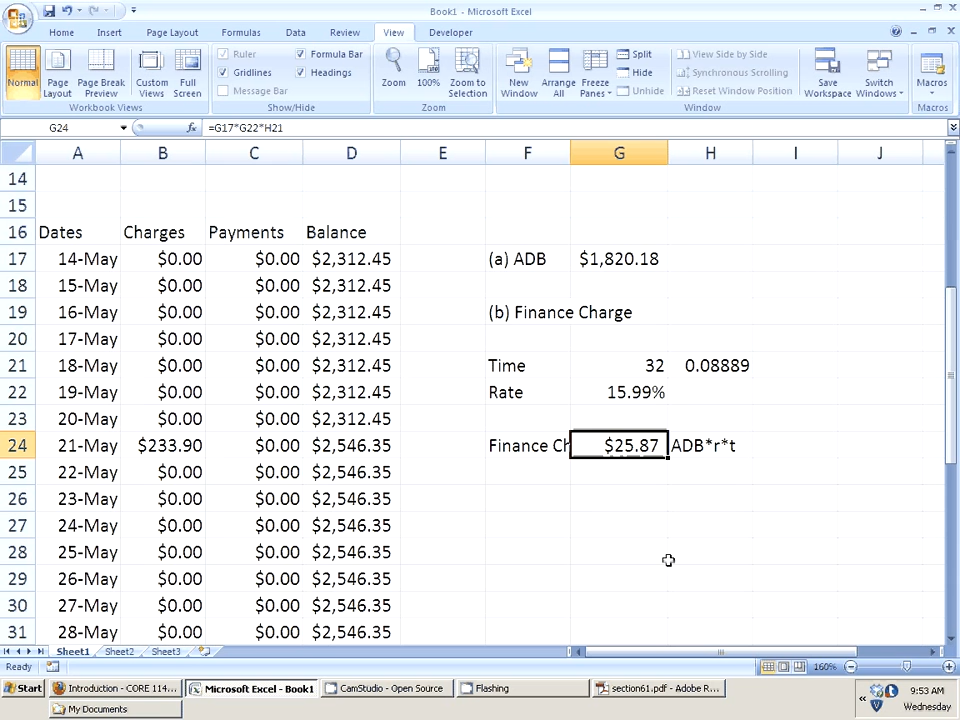 Book1 - Microsoft Excel
Home Insert Page Layout Formulas Data Review View Developer
Normal Page Layout Page Break Preview Custom Views Full Screen
Workbook Views
Ruler Formula Bar
Gridlines Headings
Message Bar
Show/Hide
Zoom 100% Zoom to Selection
Zoom
New Window Arrange All Freeze Panes
Split
Hide
Unhide
View Side by Side
Synchronous Scrolling
Reset Window Position
Save Workspace Switch Windows
Window
Macros
Macros
G24 fx =G17*G22*H21
A B C D E F G H I J
14
15
16 Dates Charges Payments Balance
17 14-May $0.00 $0.00 $2,312.45 (a) ADB $1,820.18
18 15-May $0.00 $0.00 $2,312.45
19 16-May $0.00 $0.00 $2,312.45 (b) Finance Charge
20 17-May $0.00 $0.00 $2,312.45
21 18-May $0.00 $0.00 $2,312.45 Time 32 0.08889
22 19-May $0.00 $0.00 $2,312.45 Rate 15.99%
23 20-May $0.00 $0.00 $2,312.45
24 21-May $233.90 $0.00 $2,546.35 Finance Ch $25.87 ADB*r*t
25 22-May $0.00 $0.00 $2,546.35
26 23-May $0.00 $0.00 $2,546.35
27 24-May $0.00 $0.00 $2,546.35
28 25-May $0.00 $0.00 $2,546.35
29 26-May $0.00 $0.00 $2,546.35
30 27-May $0.00 $0.00 $2,546.35
31 28-May $0.00 $0.00 $2,546.35
Sheet1 Sheet2 Sheet3
Ready 160%
Start Introduction - CORE 114... Microsoft Excel - Book1 CamStudio - Open Source Flashing section61.pdf - Adobe R... 9:53 AM
My Documents Wednesday